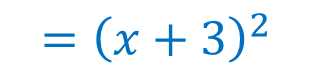 = (x + 3)²